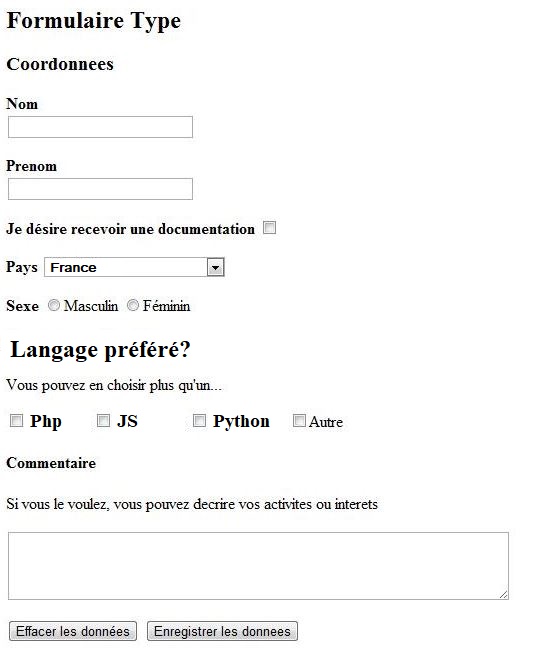 Formulaire Type
Coordonnees
Nom
Prenom
Je désire recevoir une documentation
Pays France
Sexe Masculin Féminin
Langage préféré?
Vous pouvez en choisir plus qu'un...
Php JS Python Autre
Commentaire
Si vous le voulez, vous pouvez decrire vos activites ou interets
Effacer les données Enregistrer les donnees